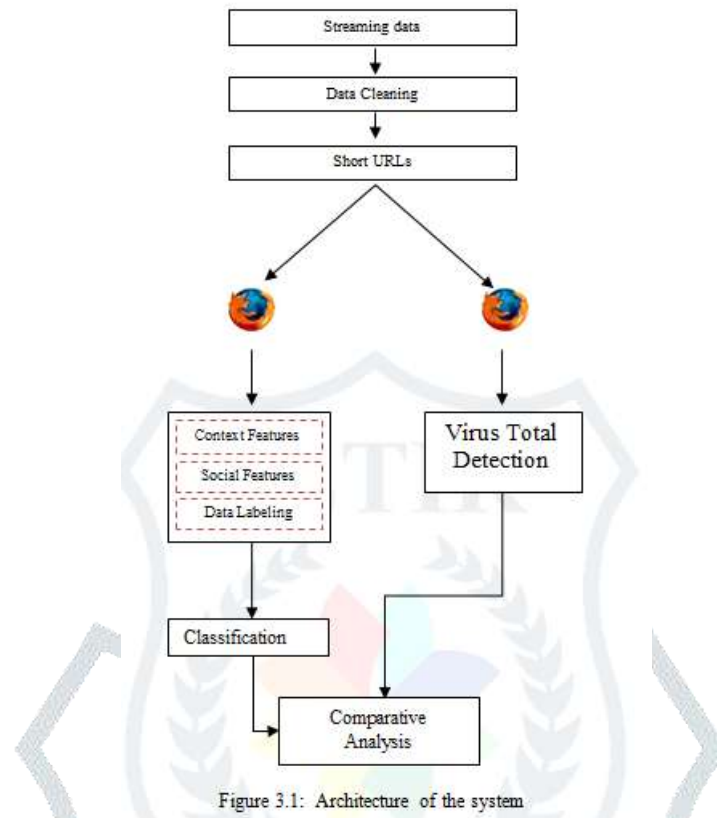 Streaming data
Data Cleaning
Short URLs
Context Features
Social Features
Data Labeling
Virus Total
Detection
Classification
Comparative
Analysis
Figure 3.1: Architecture of the system